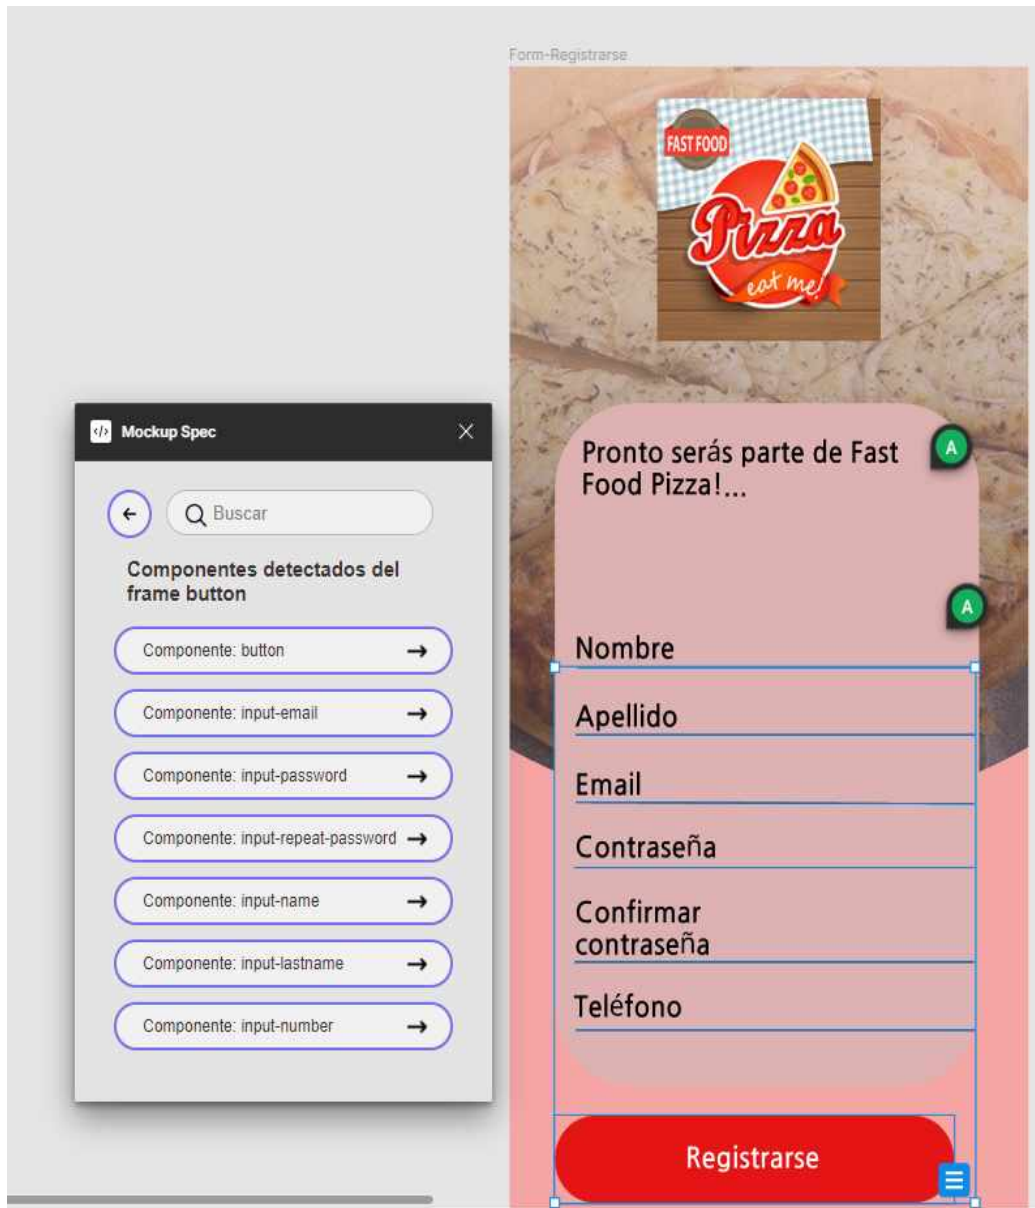 Form-Registrarse
FAST FOOD
Pizza
eat me!
</> Mockup Spec
Buscar
Componentes detectados del
frame button
Componente: button
Componente: input-email
Componente: input-password
Componente: input-repeat-password
Componente: input-name
Componente: input-lastname
Componente: input-number
Pronto serás parte de Fast
Food Pizza!...
A
A
Nombre
Apellido
Email
Contraseña
Confirmar
contraseña
Teléfono
Registrarse